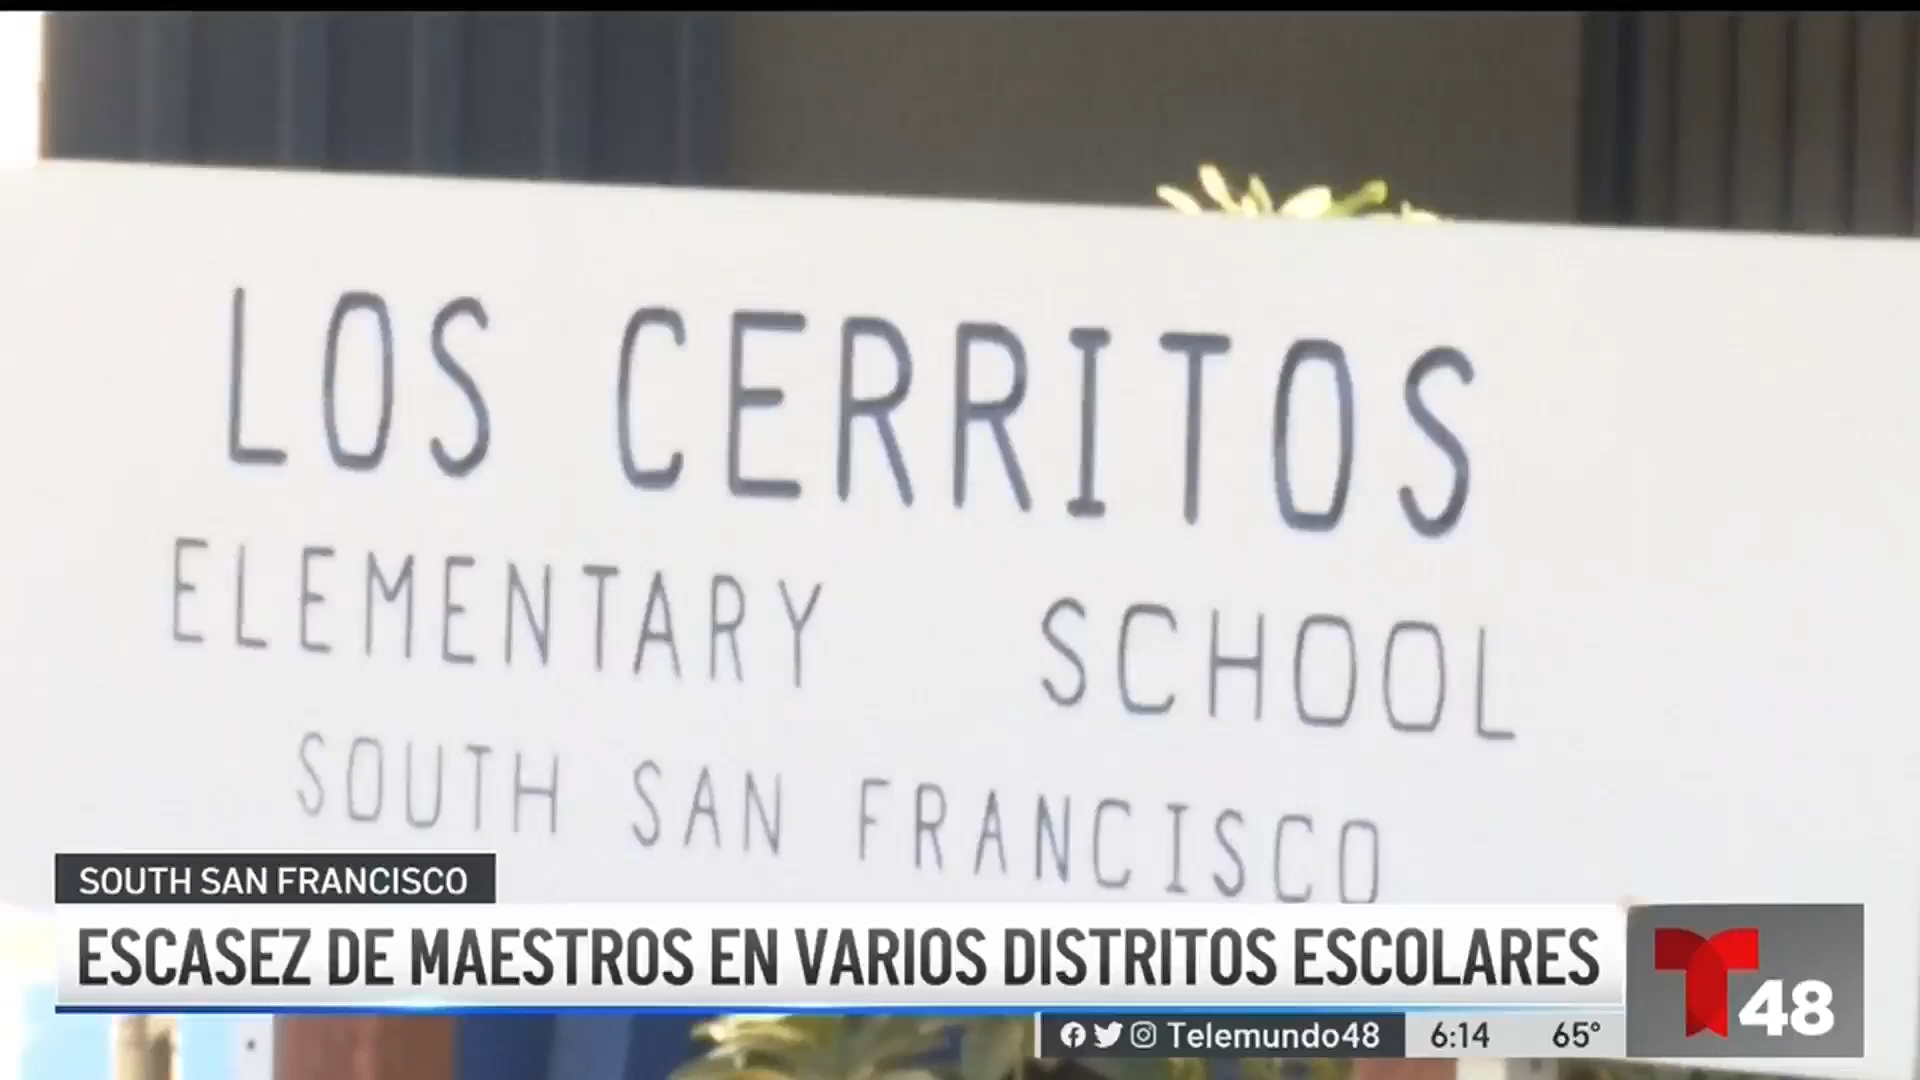 LOS CERRITOS
ELEMENTARY SCHOOL
SOUTH SAN FRANCISCO
SOUTH SAN FRANCISCO
ESCASEZ DE MAESTROS EN VARIOS DISTRITOS ESCOLARES
T 48
Telemundo48 6:14 65°